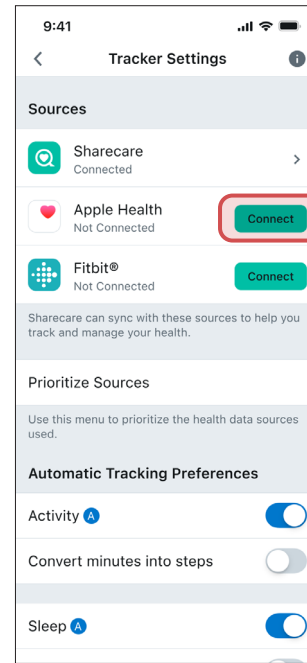 9:41
Tracker Settings
Sources
Sharecare
Connected
Apple Health
Not Connected
Connect
Fitbit®
Not Connected
Connect
Sharecare can sync with these sources to help you
track and manage your health.
Prioritize Sources
Use this menu to prioritize the health data sources
used.
Automatic Tracking Preferences
Activity A
Convert minutes into steps
Sleep A